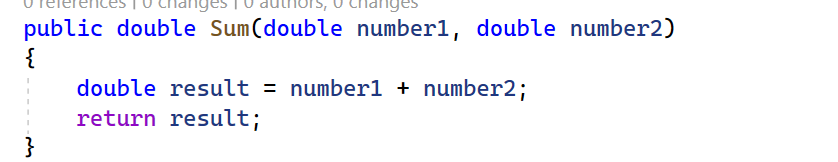 0 references | 0 changes | 0 authors, 0 changes
public double Sum(double number1, double number2)
{
    double result = number1 + number2;
    return result;
}